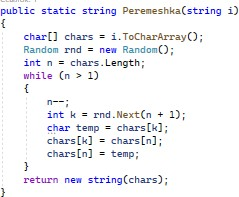 public static string Peremeshka(string i)
{
char[] chars = i.ToCharArray();
Random rnd = new Random();
int n = chars.Length;
while (n > 1)
{
n--;
int k = rnd.Next(n + 1);
char temp = chars[k];
chars[k] = chars[n];
chars[n] = temp;
}
return new string(chars);
}